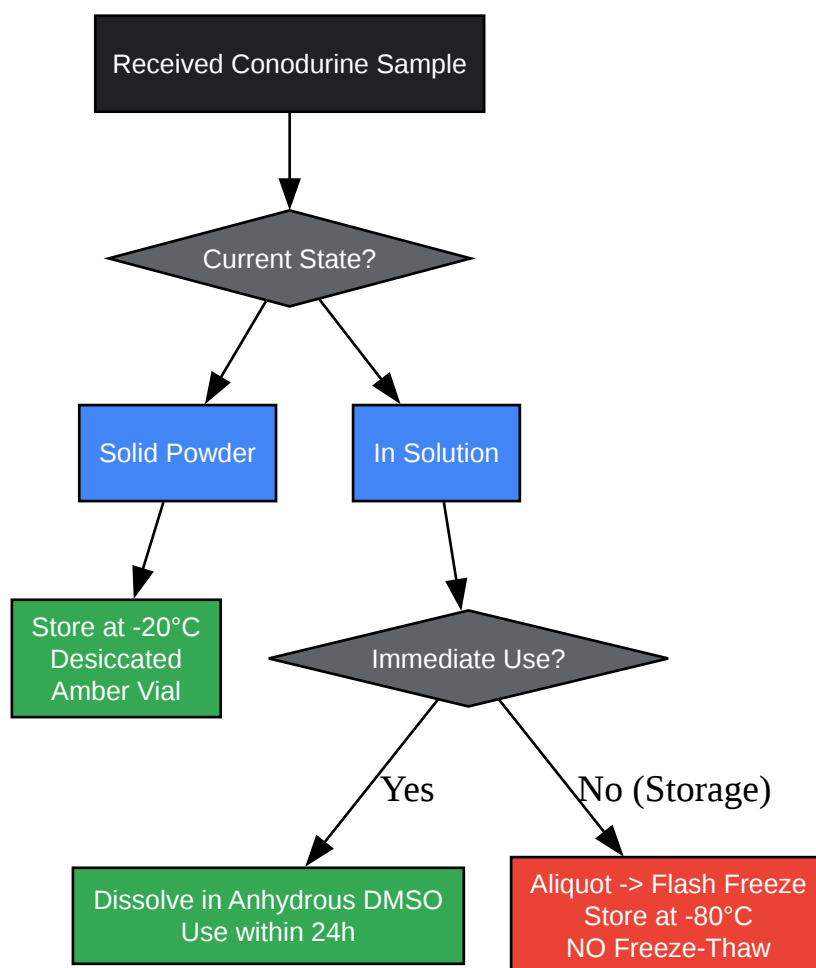 Received Conodurine Sample
Current State?
Solid Powder
In Solution
Store at -20°C
Desiccated
Amber Vial
Immediate Use?
Yes
No (Storage)
Dissolve in Anhydrous DMSO
Use within 24h
Aliquot -> Flash Freeze
Store at -80°C
NO Freeze-Thaw